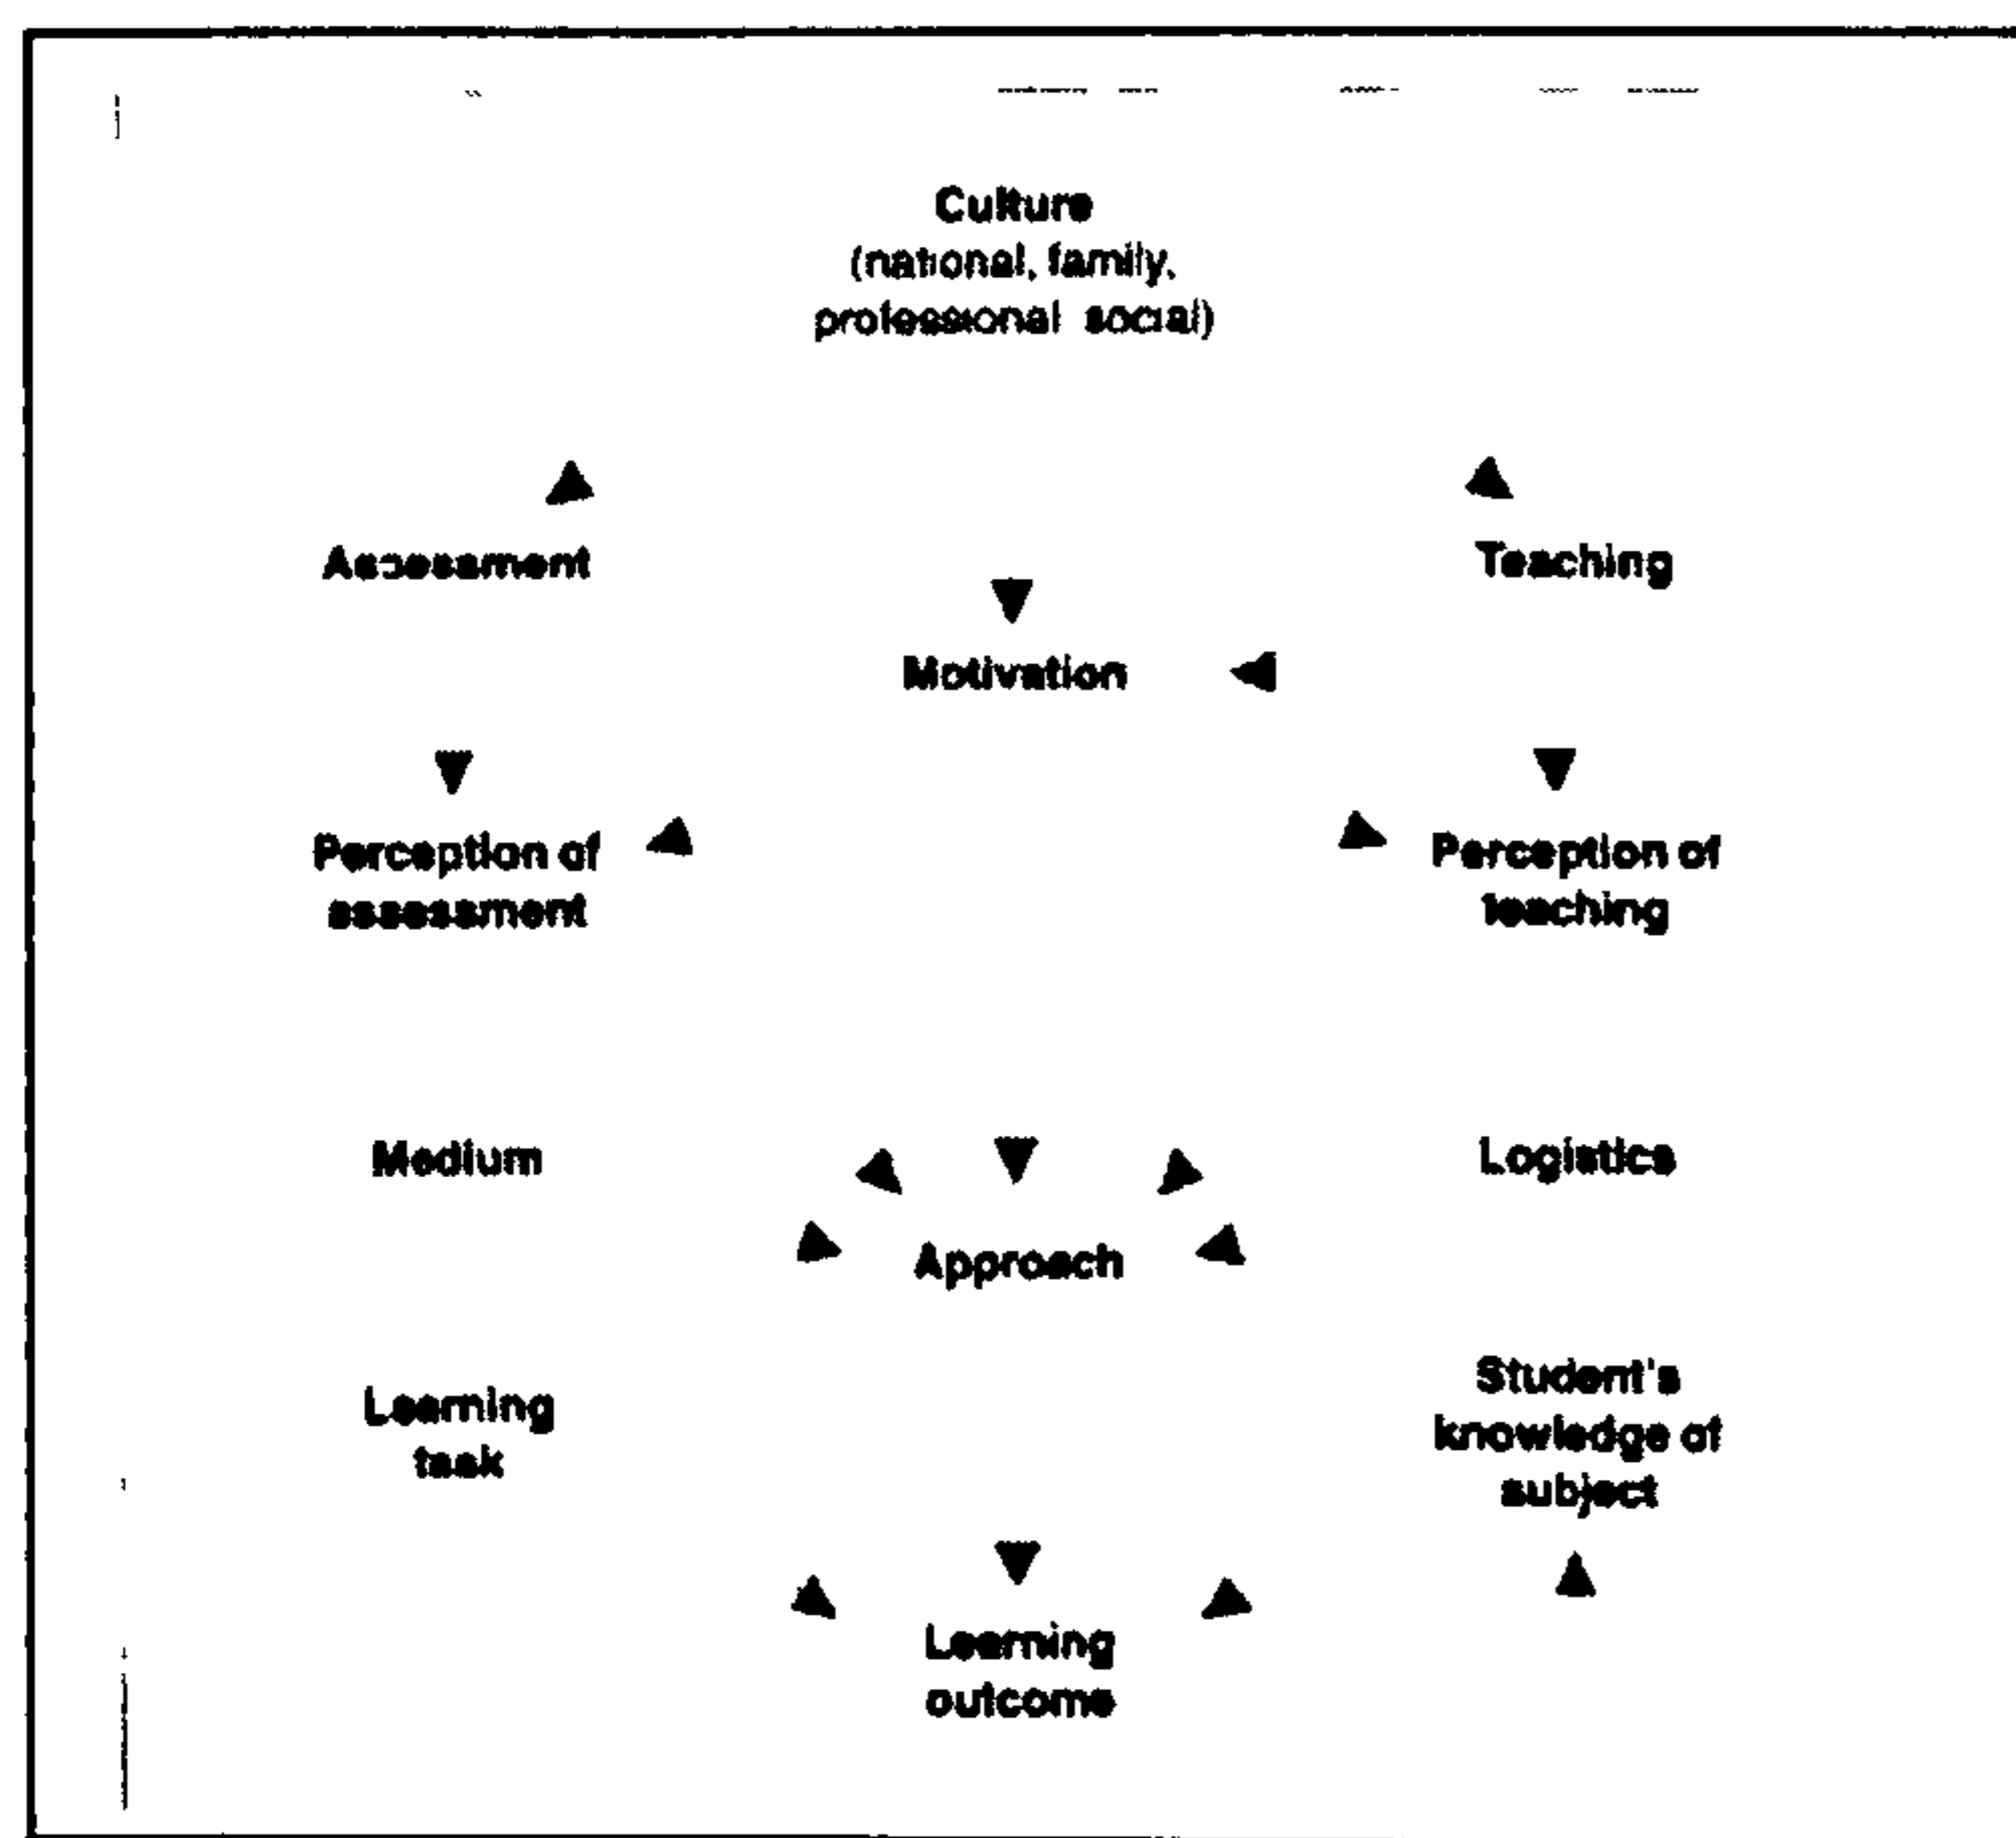 Culture
(national, family,
professional social)
Assessment
Teaching
Motivation
Perception of
assessment
Perception of
teaching
Medium
Logistics
Approach
Learning
task
Student's
knowledge of
subject
Learning
outcome